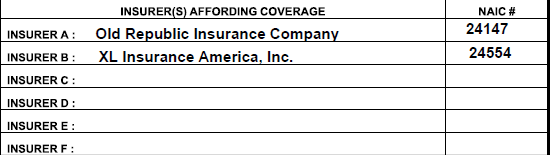 INSURER(S) AFFORDING COVERAGE NAIC #
INSURER A : Old Republic Insurance Company 24147
INSURER B : XL Insurance America, Inc. 24554
INSURER C :
INSURER D :
INSURER E :
INSURER F :